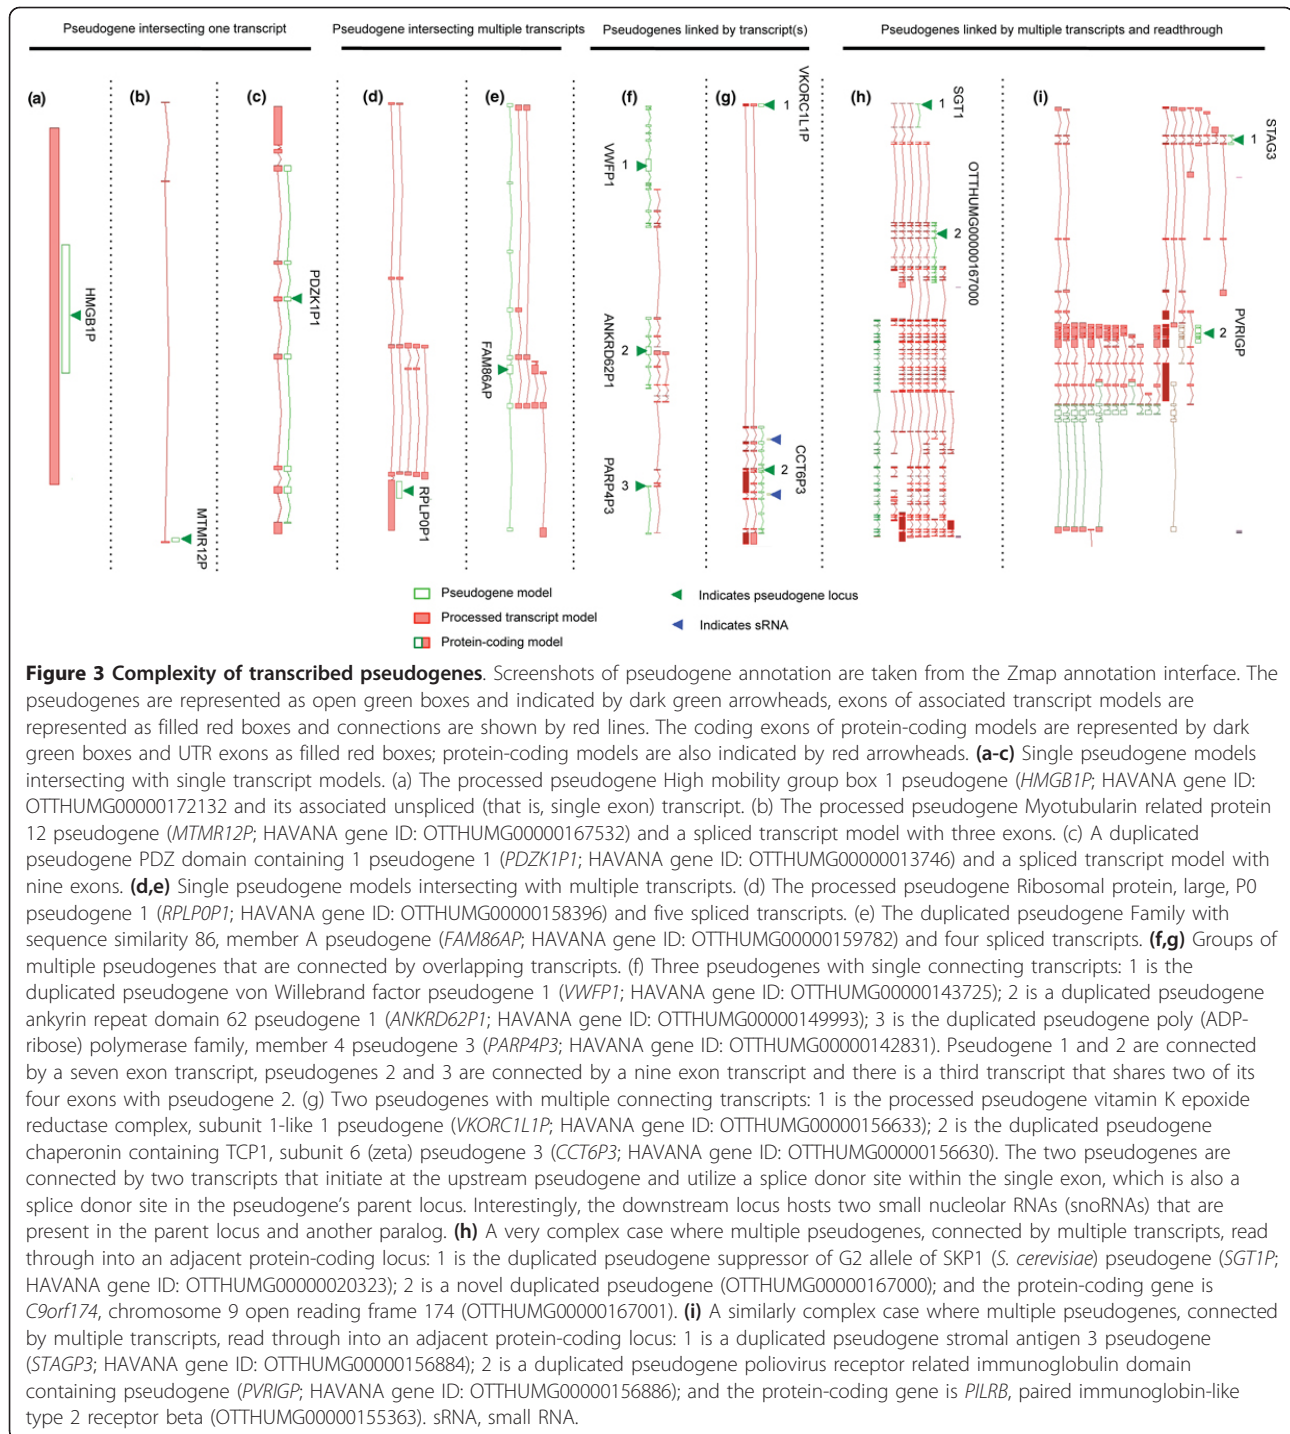 Pseudogene intersecting one transcript
Pseudogene intersecting multiple transcripts
Pseudogenes linked by transcript(s)
Pseudogenes linked by multiple transcripts and readthrough
(a)
HMGB1P
(b)
MTMR12P
(c)
PDZK1P1
(d)
RPLP0P1
(e)
FAM86AP
(f)
1
VWFP1
2
ANKRD62P1
3
PARP4P3
(g)
1
VKORC1L1P
2
CCT6P3
(h)
1
SGT1
2
OTTHUMG00000167000
(i)
1
STAG3
2
PVRIGP
Pseudogene model
Processed transcript model
Protein-coding model
Indicates pseudogene locus
Indicates sRNA
Figure 3 Complexity of transcribed pseudogenes. Screenshots of pseudogene annotation are taken from the Zmap annotation interface. The
pseudogenes are represented as open green boxes and indicated by dark green arrowheads, exons of associated transcript models are
represented as filled red boxes and connections are shown by red lines. The coding exons of protein-coding models are represented by dark
green boxes and UTR exons as filled red boxes; protein-coding models are also indicated by red arrowheads. (a-c) Single pseudogene models
intersecting with single transcript models. (a) The processed pseudogene High mobility group box 1 pseudogene (HMGB1P; HAVANA gene ID:
OTTHUMG00000172132 and its associated unspliced (that is, single exon) transcript. (b) The processed pseudogene Myotubularin related protein
12 pseudogene (MTMR12P; HAVANA gene ID: OTTHUMG00000167532) and a spliced transcript model with three exons. (c) A duplicated
pseudogene PDZ domain containing 1 pseudogene 1 (PDZK1P1; HAVANA gene ID: OTTHUMG00000013746) and a spliced transcript model with
nine exons. (d,e) Single pseudogene models intersecting with multiple transcripts. (d) The processed pseudogene Ribosomal protein, large, P0
pseudogene 1 (RPLP0P1; HAVANA gene ID: OTTHUMG00000158396) and five spliced transcripts. (e) The duplicated pseudogene Family with
sequence similarity 86, member A pseudogene (FAM86AP; HAVANA gene ID: OTTHUMG00000159782) and four spliced transcripts. (f,g) Groups of
multiple pseudogenes that are connected by overlapping transcripts. (f) Three pseudogenes with single connecting transcripts: 1 is the
duplicated pseudogene von Willebrand factor pseudogene 1 (VWFP1; HAVANA gene ID: OTTHUMG00000143725); 2 is a duplicated pseudogene
ankyrin repeat domain 62 pseudogene 1 (ANKRD62P1; HAVANA gene ID: OTTHUMG00000149993); 3 is the duplicated pseudogene poly (ADP-
ribose) polymerase family, member 4 pseudogene 3 (PARP4P3; HAVANA gene ID: OTTHUMG00000142831). Pseudogene 1 and 2 are connected
by a seven exon transcript, pseudogenes 2 and 3 are connected by a nine exon transcript and there is a third transcript that shares two of its
four exons with pseudogene 2. (g) Two pseudogenes with multiple connecting transcripts: 1 is the processed pseudogene vitamin K epoxide
reductase complex, subunit 1-like 1 pseudogene (VKORC1L1P; HAVANA gene ID: OTTHUMG00000156633); 2 is the duplicated pseudogene
chaperonin containing TCP1, subunit 6 (zeta) pseudogene 3 (CCT6P3; HAVANA gene ID: OTTHUMG00000156630). The two pseudogenes are
connected by two transcripts that initiate at the upstream pseudogene and utilize a splice donor site within the single exon, which is also a
splice donor site in the pseudogene's parent locus. Interestingly, the downstream locus hosts two small nucleolar RNAs (snoRNAs) that are
present in the parent locus and another paralog. (h) A very complex case where multiple pseudogenes, connected by multiple transcripts, read
through into an adjacent protein-coding locus: 1 is the duplicated pseudogene suppressor of G2 allele of SKP1 (S. cerevisiae) pseudogene (SGT1P;
HAVANA gene ID: OTTHUMG00000020323); 2 is a novel duplicated pseudogene (OTTHUMG00000167000); and the protein-coding gene is
C9orf174, chromosome 9 open reading frame 174 (OTTHUMG00000167001). (i) A similarly complex case where multiple pseudogenes, connected
by multiple transcripts, read through into an adjacent protein-coding locus: 1 is a duplicated pseudogene stromal antigen 3 pseudogene
(STAGP3; HAVANA gene ID: OTTHUMG00000156884); 2 is a duplicated pseudogene poliovirus receptor related immunoglobulin domain
containing pseudogene (PVRIGP; HAVANA gene ID: OTTHUMG00000156886); and the protein-coding gene is PILRB, paired immunoglobin-like
type 2 receptor beta (OTTHUMG00000155363). sRNA, small RNA.